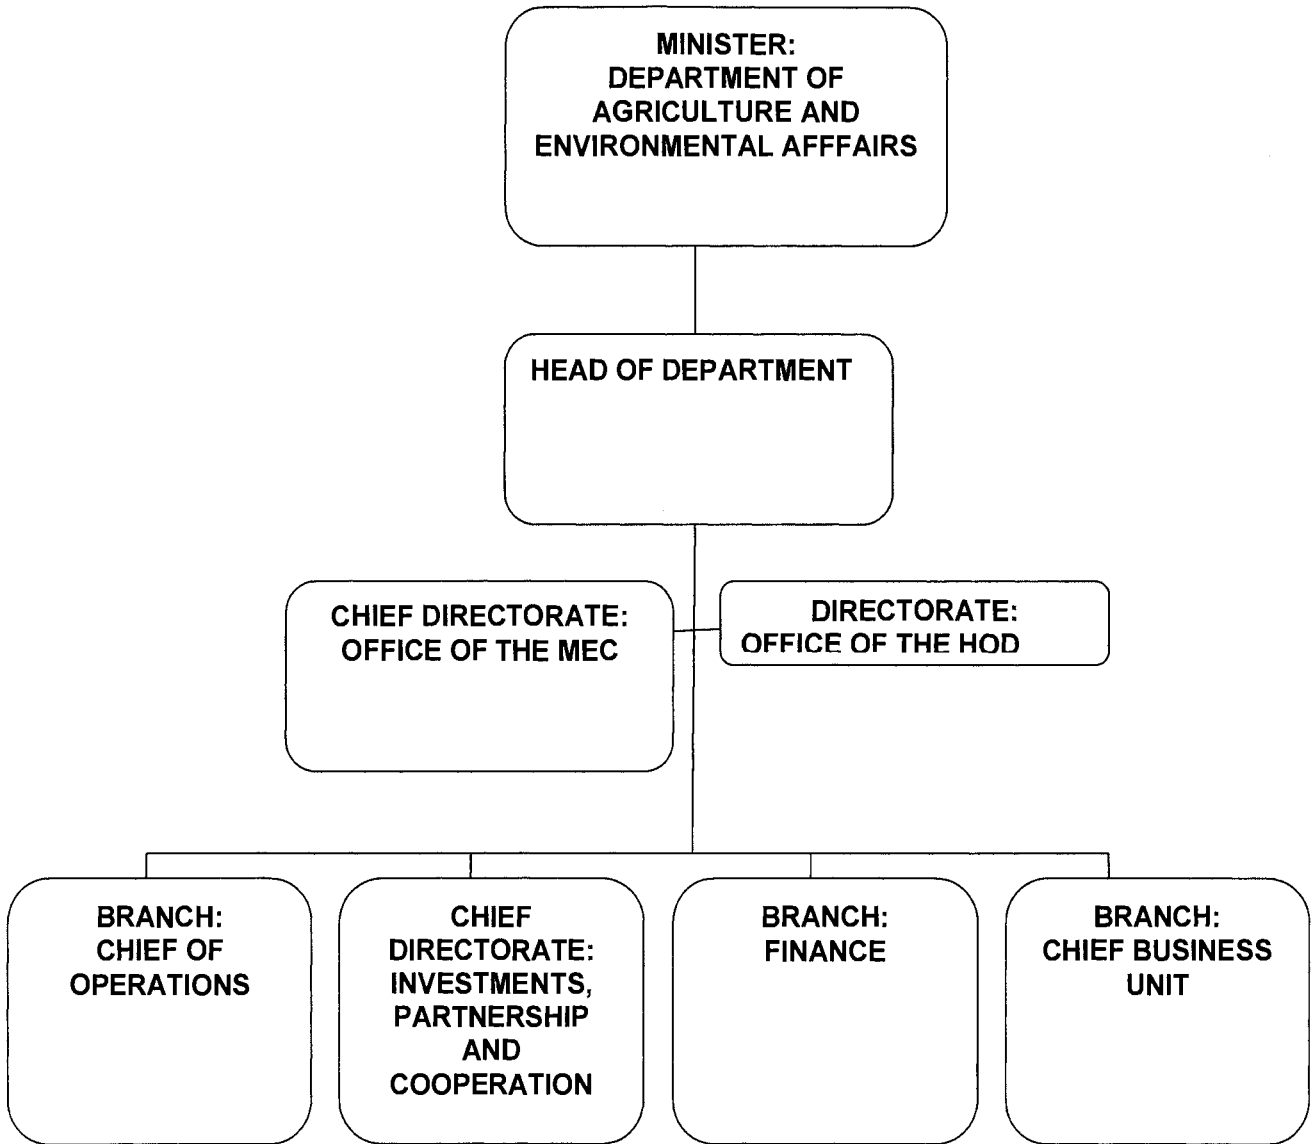 MINISTER:
DEPARTMENT OF
AGRICULTURE AND
ENVIRONMENTAL AFFFAIRS
HEAD OF DEPARTMENT
CHIEF DIRECTORATE:
OFFICE OF THE MEC
DIRECTORATE:
OFFICE OF THE HOD
BRANCH:
CHIEF OF
OPERATIONS
CHIEF
DIRECTORATE:
INVESTMENTS,
PARTNERSHIP
AND
COOPERATION
BRANCH:
FINANCE
BRANCH:
CHIEF BUSINESS
UNIT